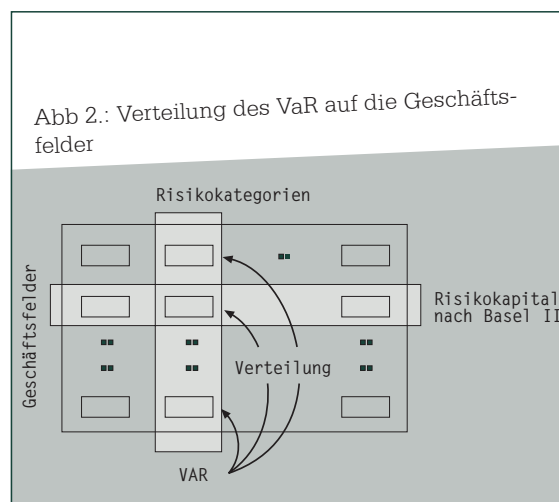 Abb 2.: Verteilung des VaR auf die Geschäfts-
felder
Risikokategorien
Geschäftsfelder
Risikokapital
nach Basel II
Verteilung
VAR